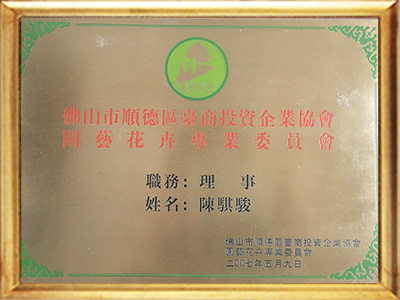 佛山市順德區臺商投資企業協會
園藝花卉專業委員會
職務：理 事
姓名：陳騏駿
佛山市順德區臺商投資企業協會
園藝花卉專業委員會
二00七年五月九日